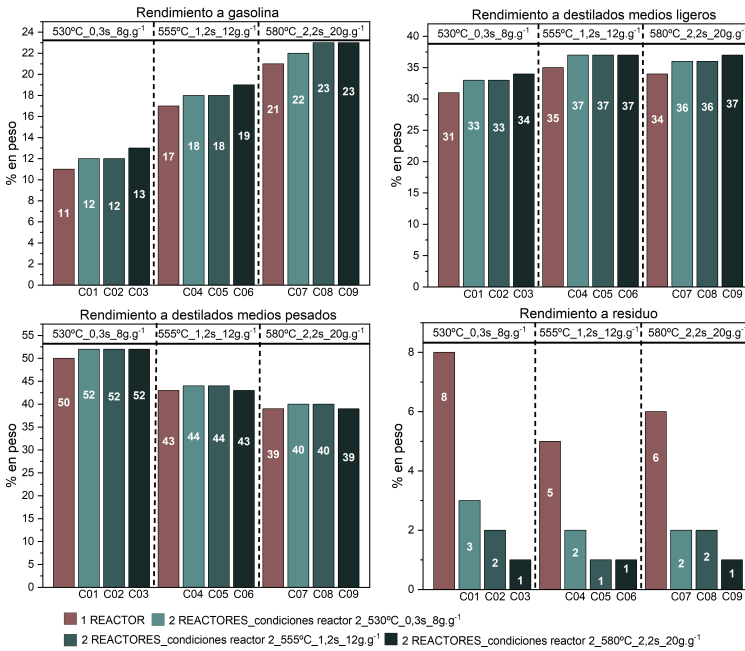 Rendimiento a gasolina
530ºC_0,3s_8g.g⁻¹ 555ºC_1,2s_12g.g⁻¹ 580ºC_2,2s_20g.g⁻¹
% en peso
22
20
18
16
14
12
10
8
6
4
2
0
11 12 12 13 17 18 18 19 21 22 23 23
C01 C02 C03 C04 C05 C06 C07 C08 C09
Rendimiento a destilados medios ligeros
530ºC_0,3s_8g.g⁻¹ 555ºC_1,2s_12g.g⁻¹ 580ºC_2,2s_20g.g⁻¹
% en peso
40
35
30
25
20
15
10
5
0
31 33 33 34 35 37 37 37 34 36 36 37
C01 C02 C03 C04 C05 C06 C07 C08 C09
Rendimiento a destilados medios pesados
530ºC_0,3s_8g.g⁻¹ 555ºC_1,2s_12g.g⁻¹ 580ºC_2,2s_20g.g⁻¹
% en peso
55
50
45
40
35
30
25
20
15
10
5
0
50 52 52 52 43 44 44 43 39 40 40 39
C01 C02 C03 C04 C05 C06 C07 C08 C09
Rendimiento a residuo
530ºC_0,3s_8g.g⁻¹ 555ºC_1,2s_12g.g⁻¹ 580ºC_2,2s_20g.g⁻¹
% en peso
8
6
4
2
0
8 3 2 1 5 2 1 1 6 2 2 1
C01 C02 C03 C04 C05 C06 C07 C08 C09
1 REACTOR 2 REACTORES_condiciones reactor 2_530ºC_0,3s_8g.g⁻¹
2 REACTORES_condiciones reactor 2_555ºC_1,2s_12g.g⁻¹ 2 REACTORES_condiciones reactor 2_580ºC_2,2s_20g.g⁻¹